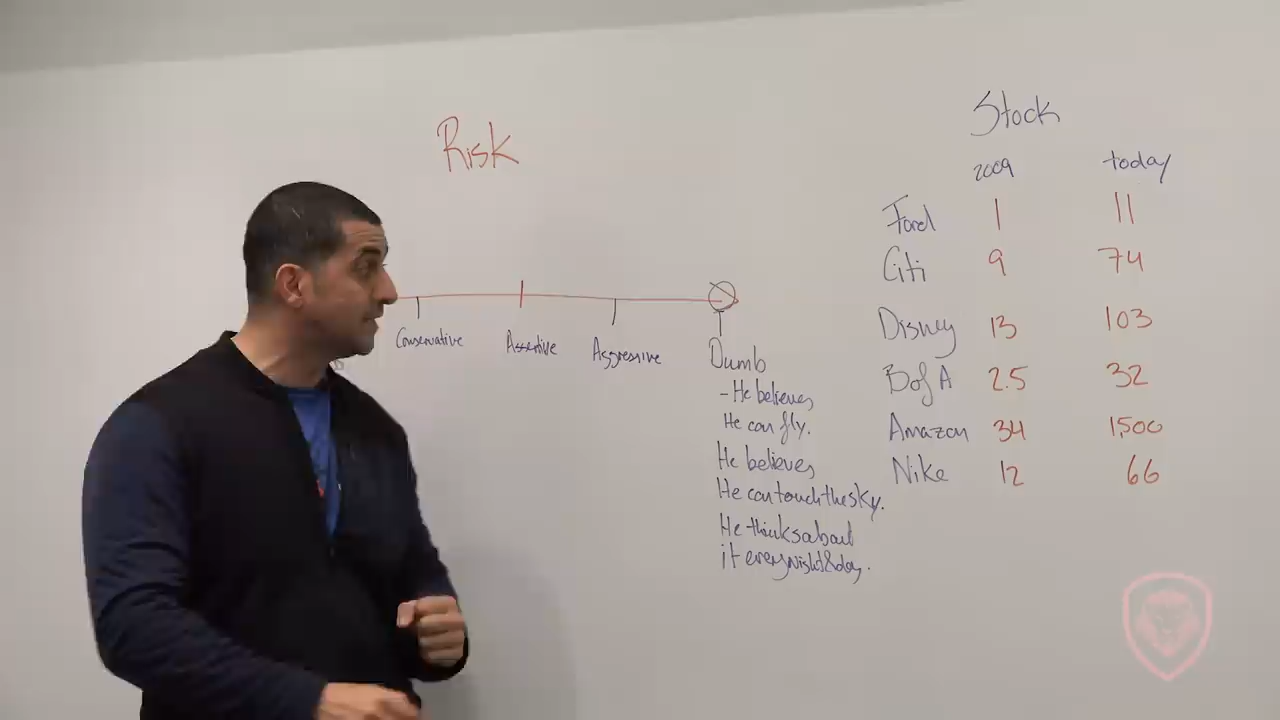 Risk
Conservative
Assertive
Aggressive
Dumb
- He believes
He can fly.
He believes
He can touch the sky.
He thinks about
it every night & day.
Stock
2009 today
Ford 1 11
Citi 9 74
Disney 13 103
BofA 2.5 32
Amazon 34 1,500
Nike 12 66